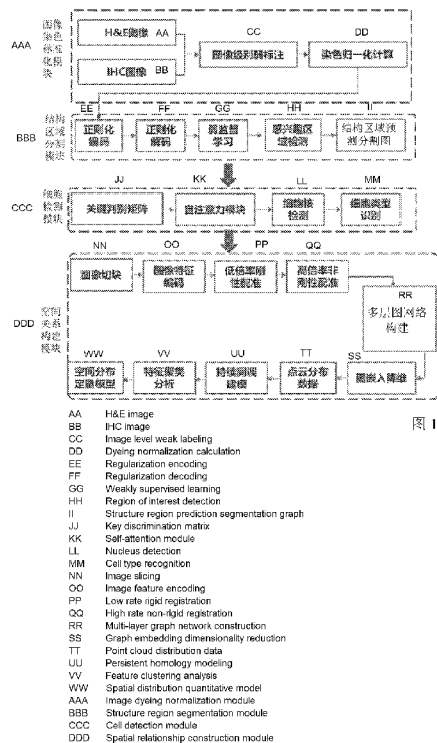 AAA
图像
染色
标准
化模
块
H&E图像 AA
IHC图像 BB
CC
图像级别弱标注
DD
染色归一化计算
BBB
结构
区域
分割
模块
EE
正则化
编码
FF
正则化
解码
GG
弱监督
学习
HH
感兴趣区
域检测
II
结构区域预
测分割图
CCC
细胞
检测
模块
JJ
关键判别矩阵
KK
自注意力模块
LL
细胞核
检测
MM
细胞类型
识别
DDD
空间
关系
构建
模块
NN
图像切块
OO
图像特征
编码
PP
低倍率刚
性配准
QQ
高倍率非
刚性配准
RR
多层图网络
构建
SS
图嵌入降维
TT
点云分布
数据
UU
持续同调
建模
VV
特征聚类
分析
WW
空间分布
定量模型
图 1
AA H&E image
BB IHC image
CC Image level weak labeling
DD Dyeing normalization calculation
EE Regularization encoding
FF Regularization decoding
GG Weakly supervised learning
HH Region of interest detection
II Structure region prediction segmentation graph
JJ Key discrimination matrix
KK Self-attention module
LL Nucleus detection
MM Cell type recognition
NN Image slicing
OO Image feature encoding
PP Low rate rigid registration
QQ High rate non-rigid registration
RR Multi-layer graph network construction
SS Graph embedding dimensionality reduction
TT Point cloud distribution data
UU Persistent homology modeling
VV Feature clustering analysis
WW Spatial distribution quantitative model
AAA Image dyeing normalization module
BBB Structure region segmentation module
CCC Cell detection module
DDD Spatial relationship construction module